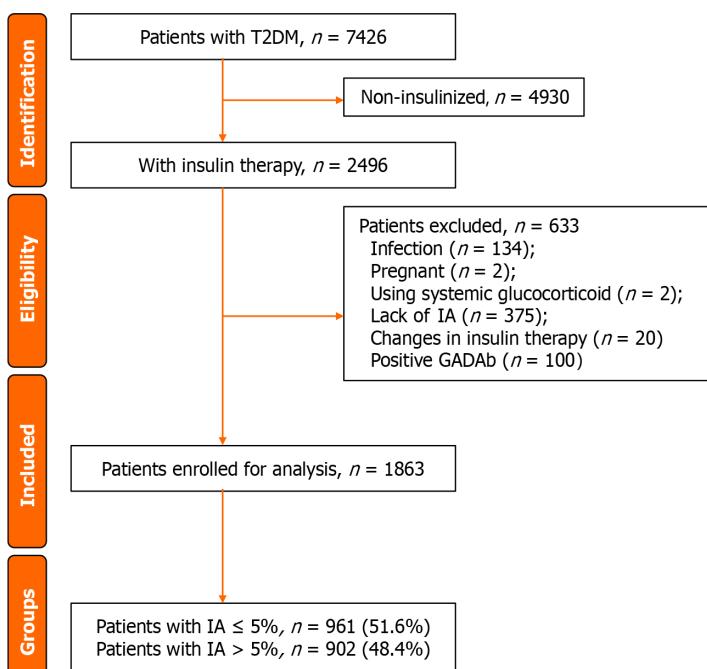 Identification
Patients with T2DM, n = 7426
Non-insulinized, n = 4930
With insulin therapy, n = 2496
Eligibility
Patients excluded, n = 633
Infection (n = 134);
Pregnant (n = 2);
Using systemic glucocorticoid (n = 2);
Lack of IA (n = 375);
Changes in insulin therapy (n = 20)
Positive GADAb (n = 100)
Included
Patients enrolled for analysis, n = 1863
Groups
Patients with IA ≤ 5%, n = 961 (51.6%)
Patients with IA > 5%, n = 902 (48.4%)